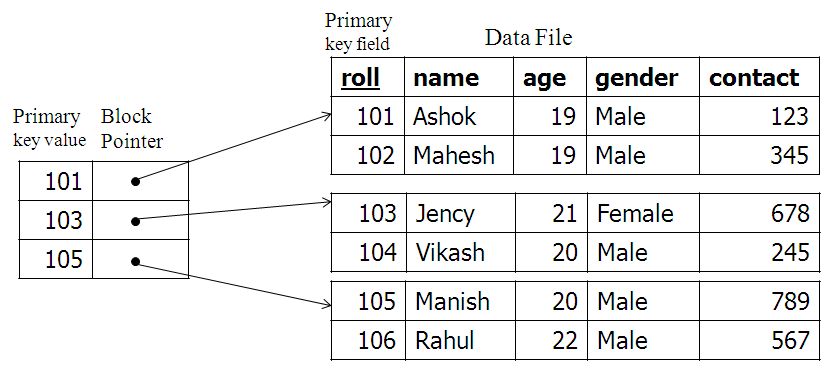 Primary
key field
Data File
roll name age gender contact
Primary Block
key value Pointer
101 Ashok 19 Male 123
102 Mahesh 19 Male 345
101
103
105
103 Jency 21 Female 678
104 Vikash 20 Male 245
105 Manish 20 Male 789
106 Rahul 22 Male 567